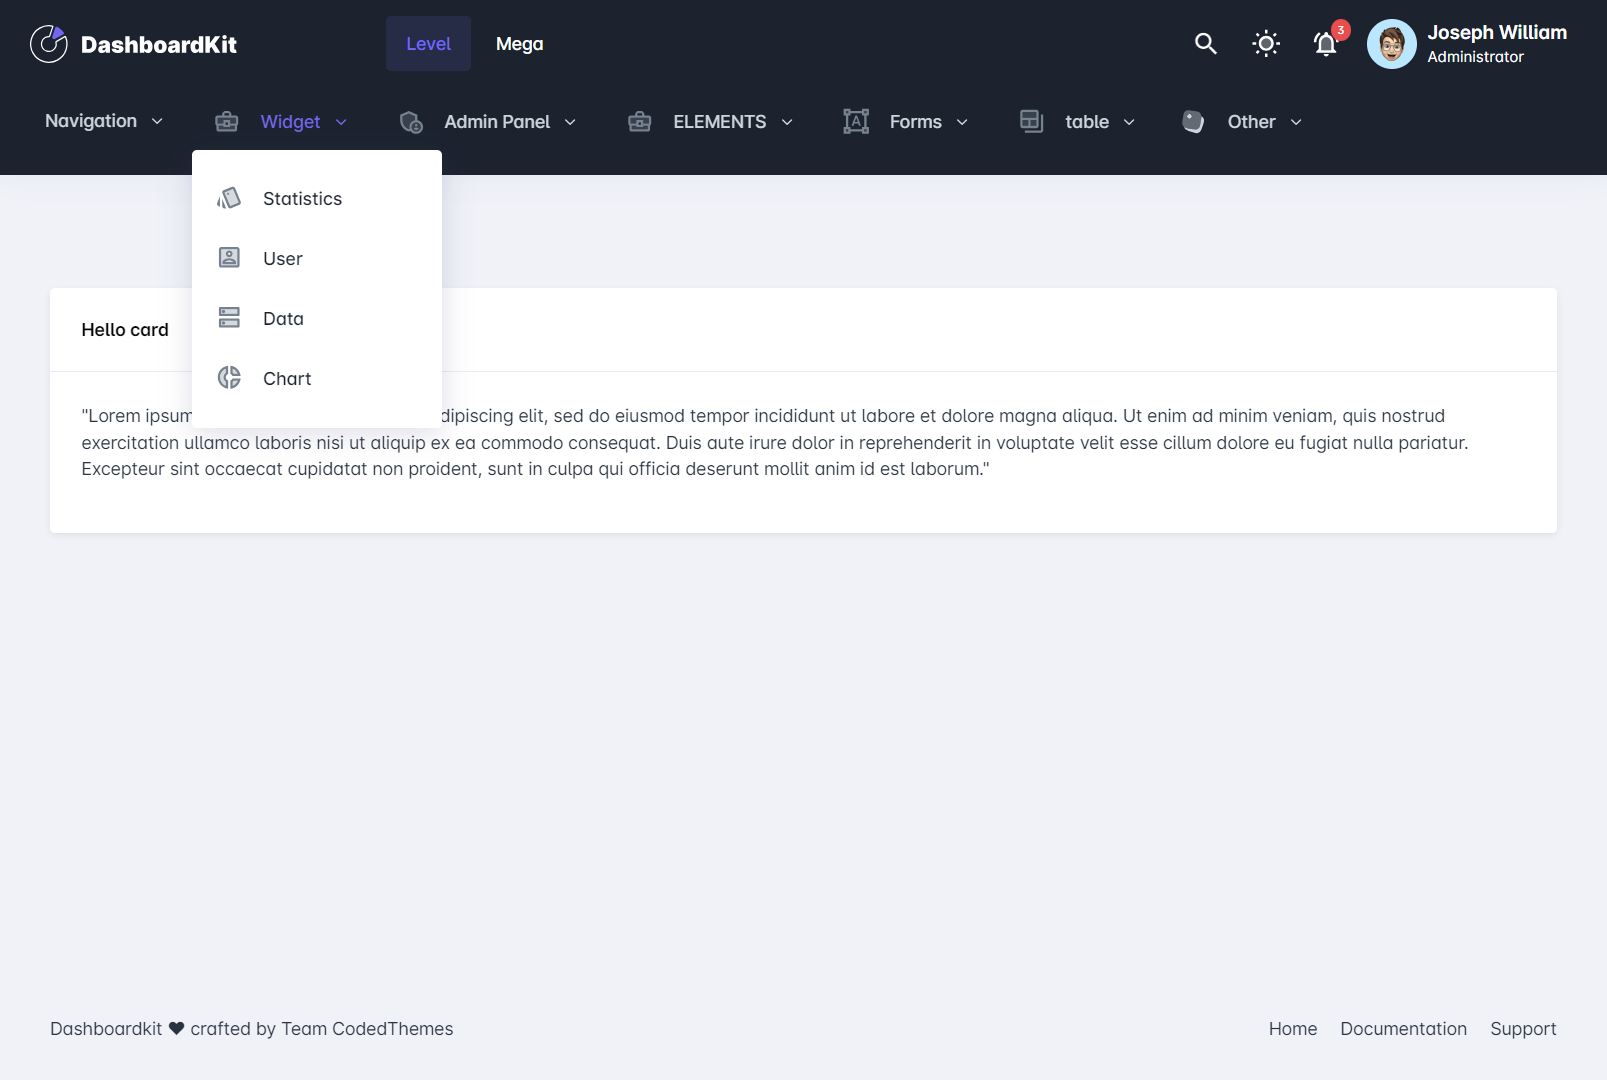 DashboardKit
Level
Mega
3
Joseph William
Administrator
Navigation
Widget
Admin Panel
ELEMENTS
A
Forms
table
Other
Statistics
User
Data
Chart
Hello card
"Lorem ipsum dipiscing elit, sed do eiusmod tempor incididunt ut labore et dolore magna aliqua. Ut enim ad minim veniam, quis nostrud
exercitation ullamco laboris nisi ut aliquip ex ea commodo consequat. Duis aute irure dolor in reprehenderit in voluptate velit esse cillum dolore eu fugiat nulla pariatur.
Excepteur sint occaecat cupidatat non proident, sunt in culpa qui officia deserunt mollit anim id est laborum."
Dashboardkit ♥ crafted by Team CodedThemes
Home
Documentation
Support